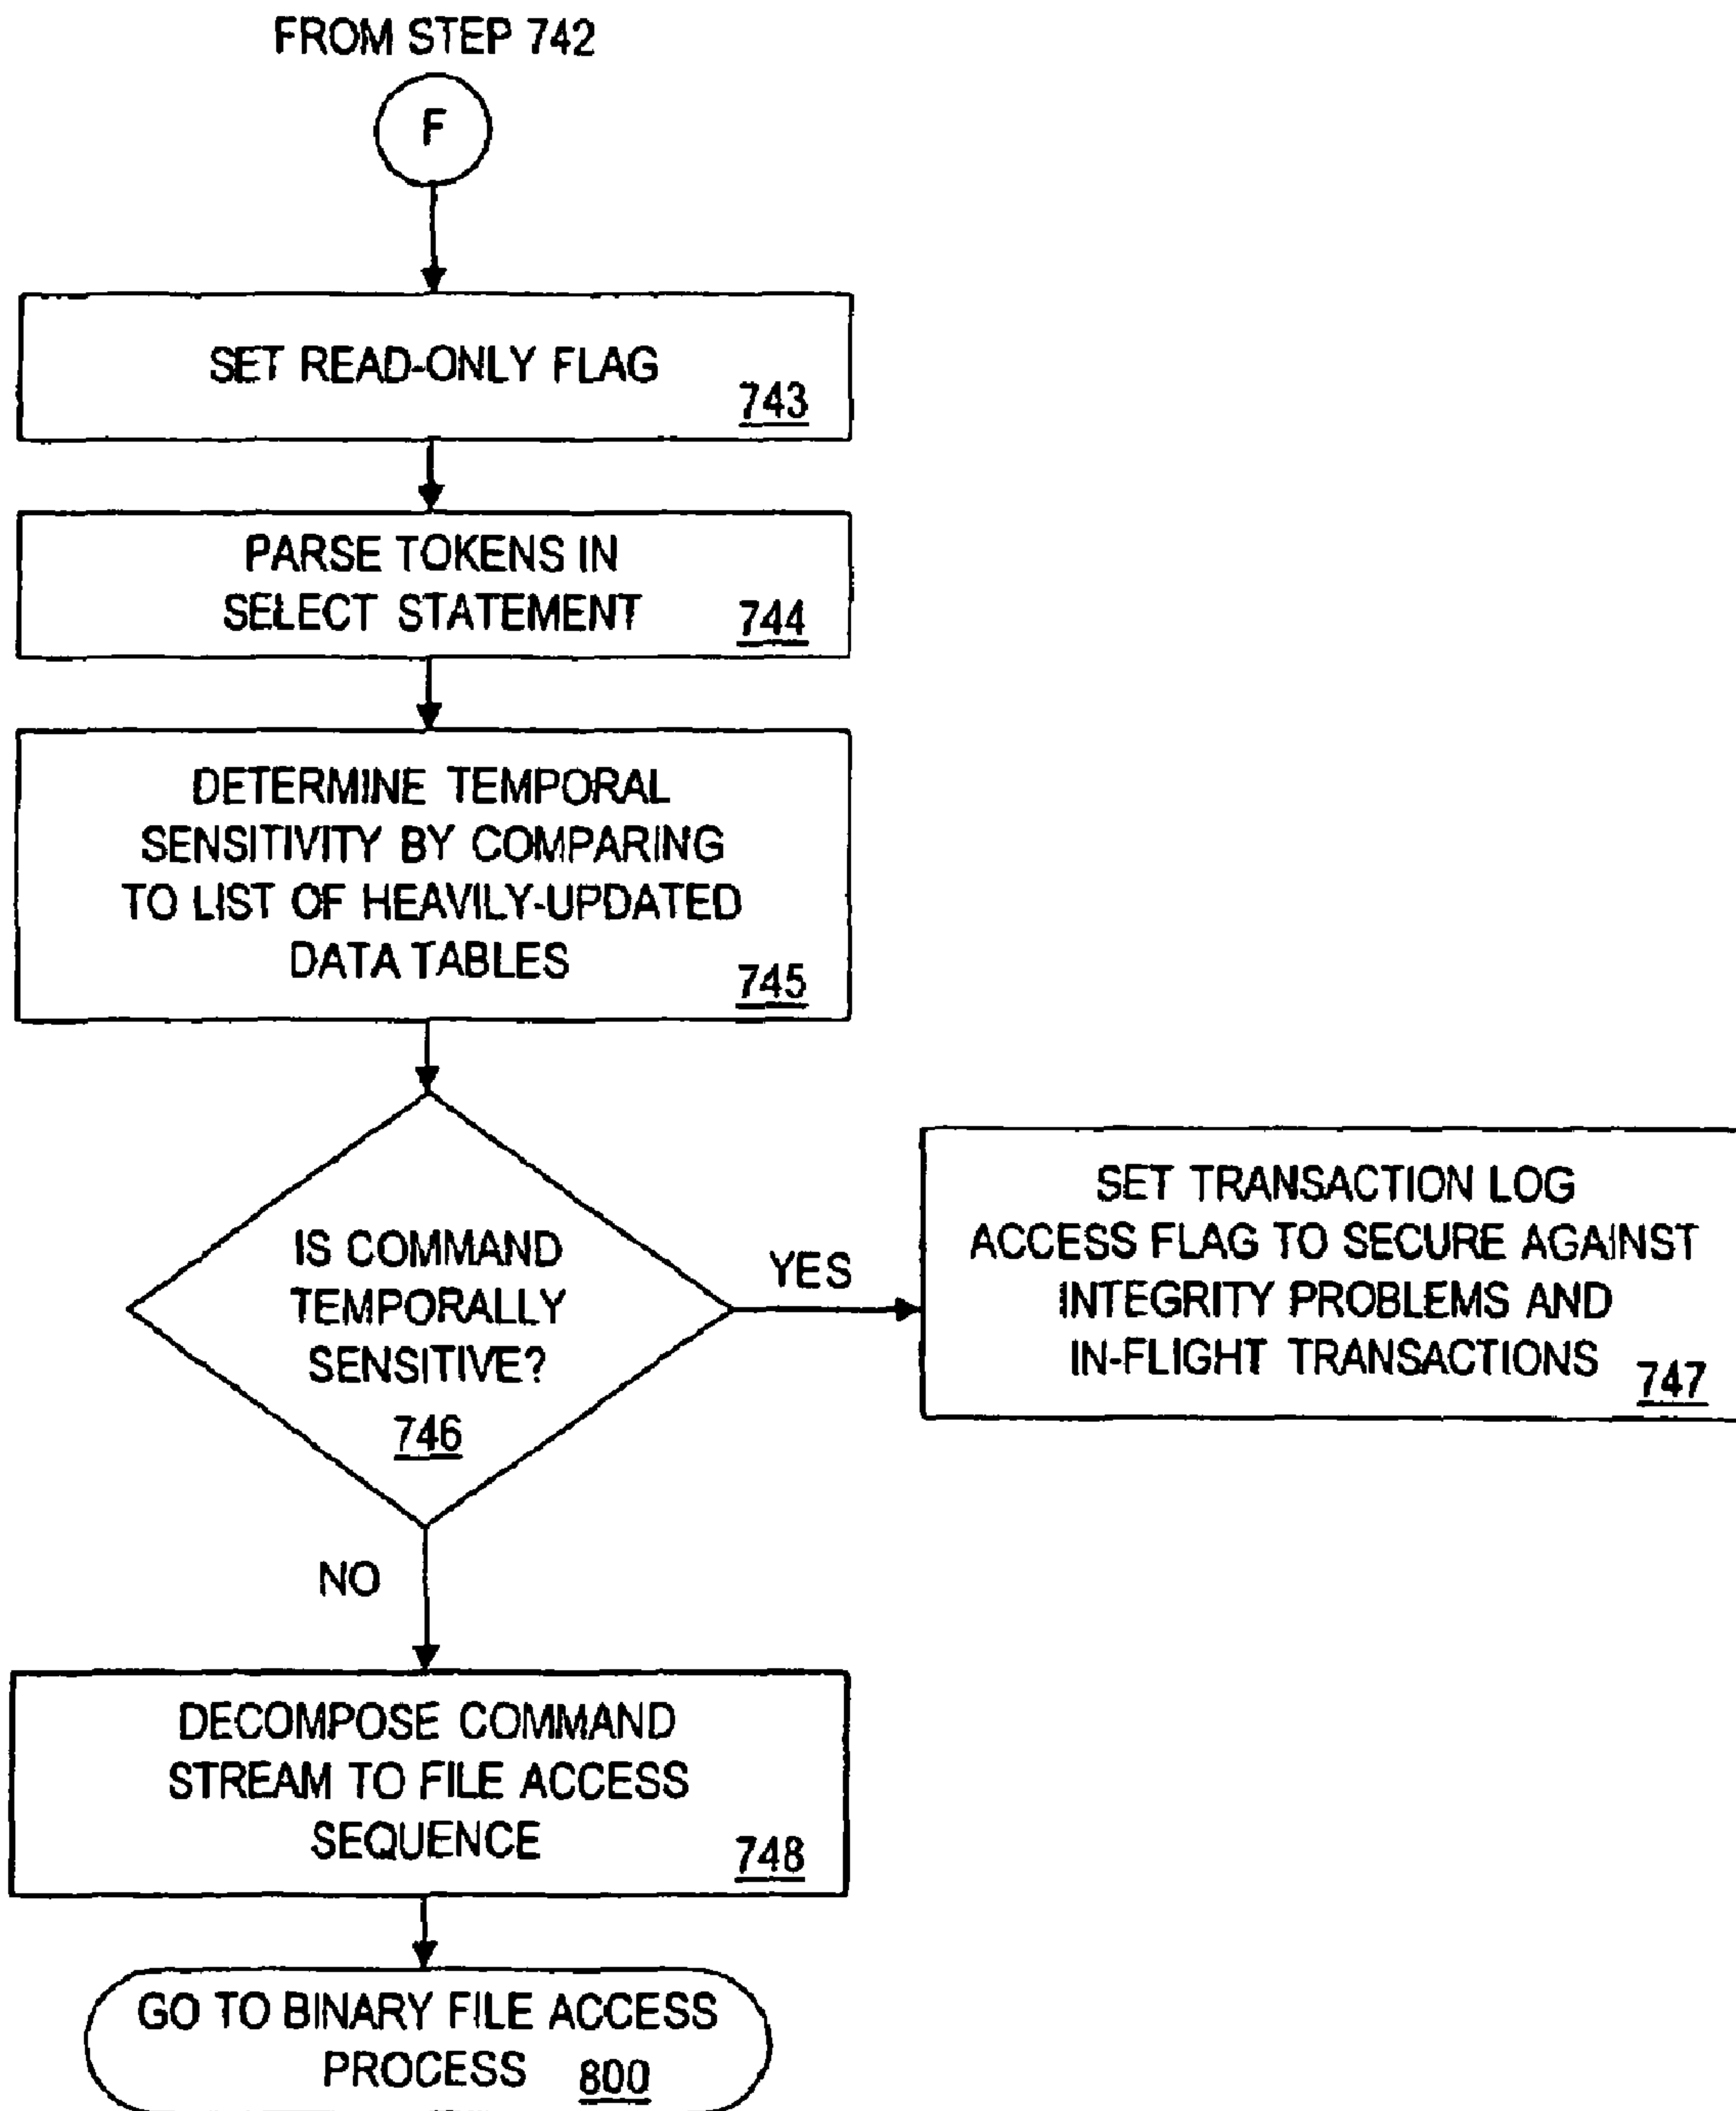 FROM STEP 742
F
SET READ-ONLY FLAG
743
PARSE TOKENS IN
SELECT STATEMENT
744
DETERMINE TEMPORAL
SENSITIVITY BY COMPARING
TO LIST OF HEAVILY-UPDATED
DATA TABLES
745
IS COMMAND
TEMPORALLY
SENSITIVE?
746
YES
SET TRANSACTION LOG
ACCESS FLAG TO SECURE AGAINST
INTEGRITY PROBLEMS AND
IN-FLIGHT TRANSACTIONS
747
NO
DECOMPOSE COMMAND
STREAM TO FILE ACCESS
SEQUENCE
748
GO TO BINARY FILE ACCESS
PROCESS 800